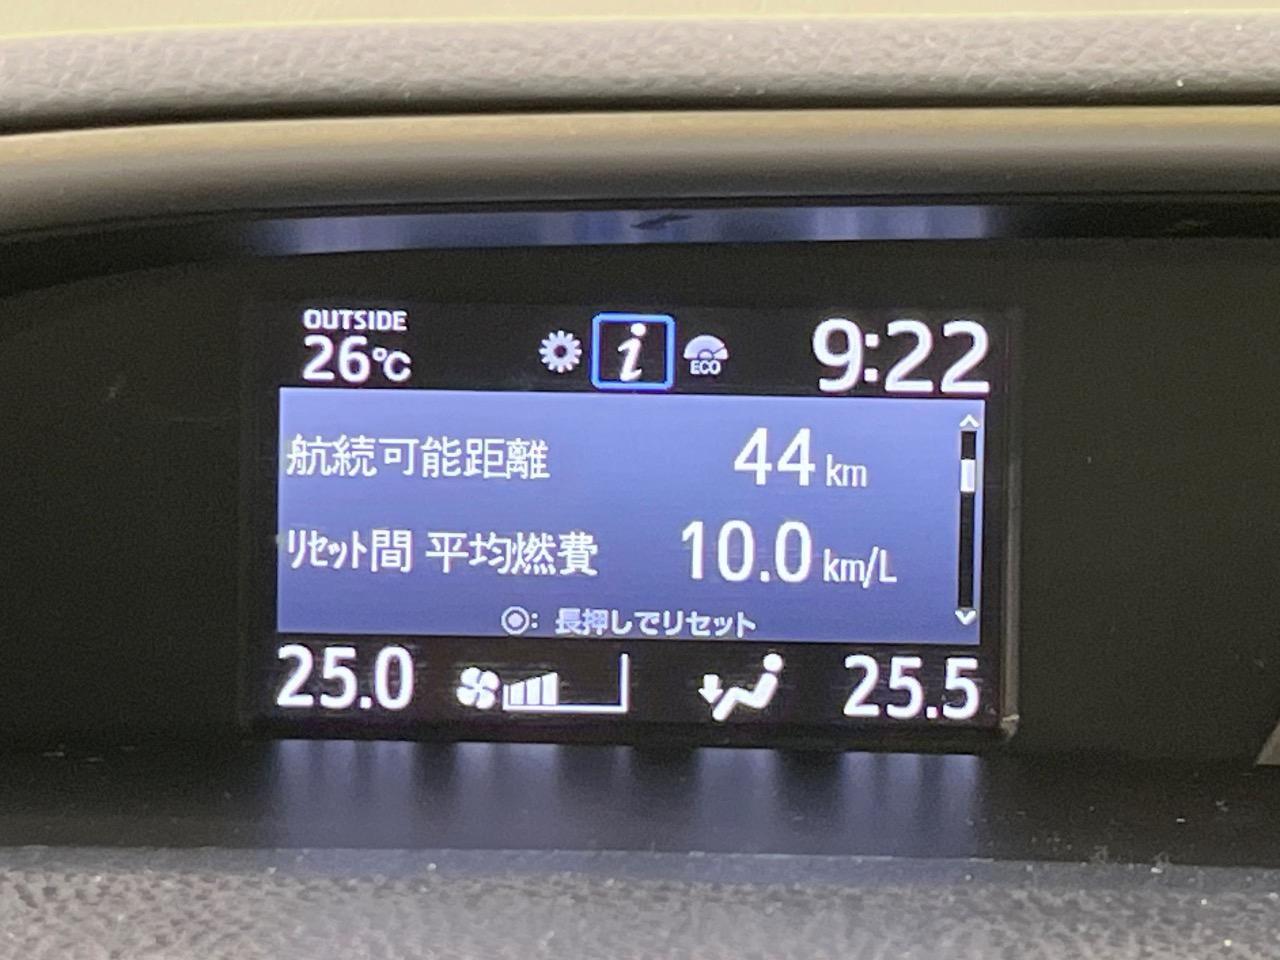 OUTSIDE
26℃
i
ECO
9:22
航続可能距離 44 km
リセット間 平均燃費 10.0 km/L
◉: 長押しでリセット
25.0
25.5